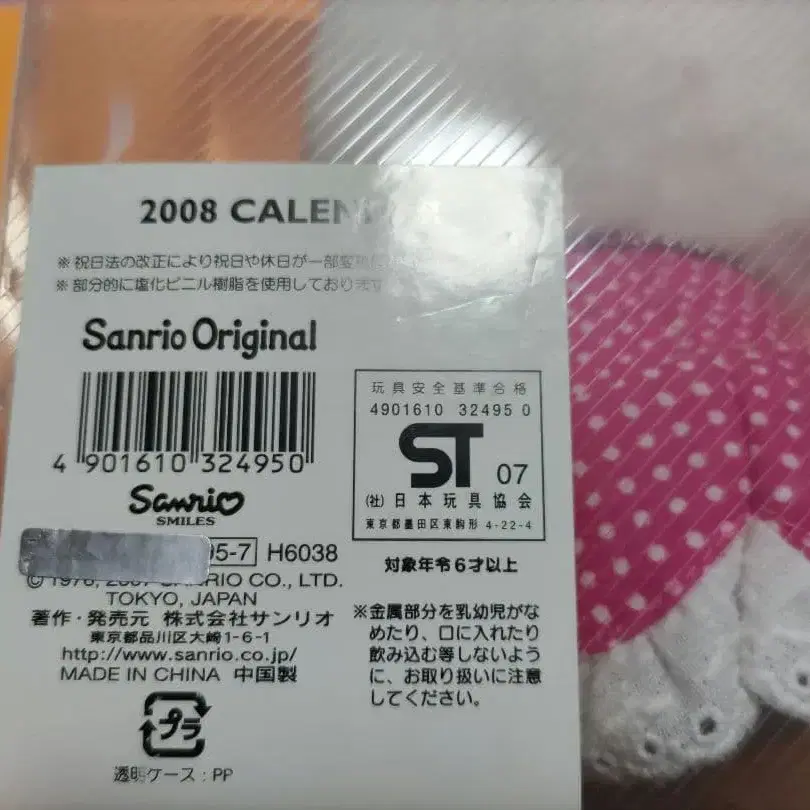 2008 CALEN
※祝日法の改正により祝日や休日が一部変
※部分的に塩化ビニル樹脂を使用しております
Sanrio Original
4 901610 324950
Sanrio
SMILES
95-7 H6038
© 1976, 2007 SANRIO CO., LTD.
TOKYO, JAPAN
著作・発売元 株式会社サンリオ
東京都品川区大崎1-6-1
http://www.sanrio.co.jp/
MADE IN CHINA 中国製
プラ
透明ケース：PP
玩具安全基準合格
4901610 32495 0
ST 07
(社)日本玩具協会
東京都墨田区東駒形 4-22-4
対象年令6才以上
※金属部分を乳幼児がな
めたり、口に入れたり
飲み込む等しないよう
に、お取り扱いに注意
してください。